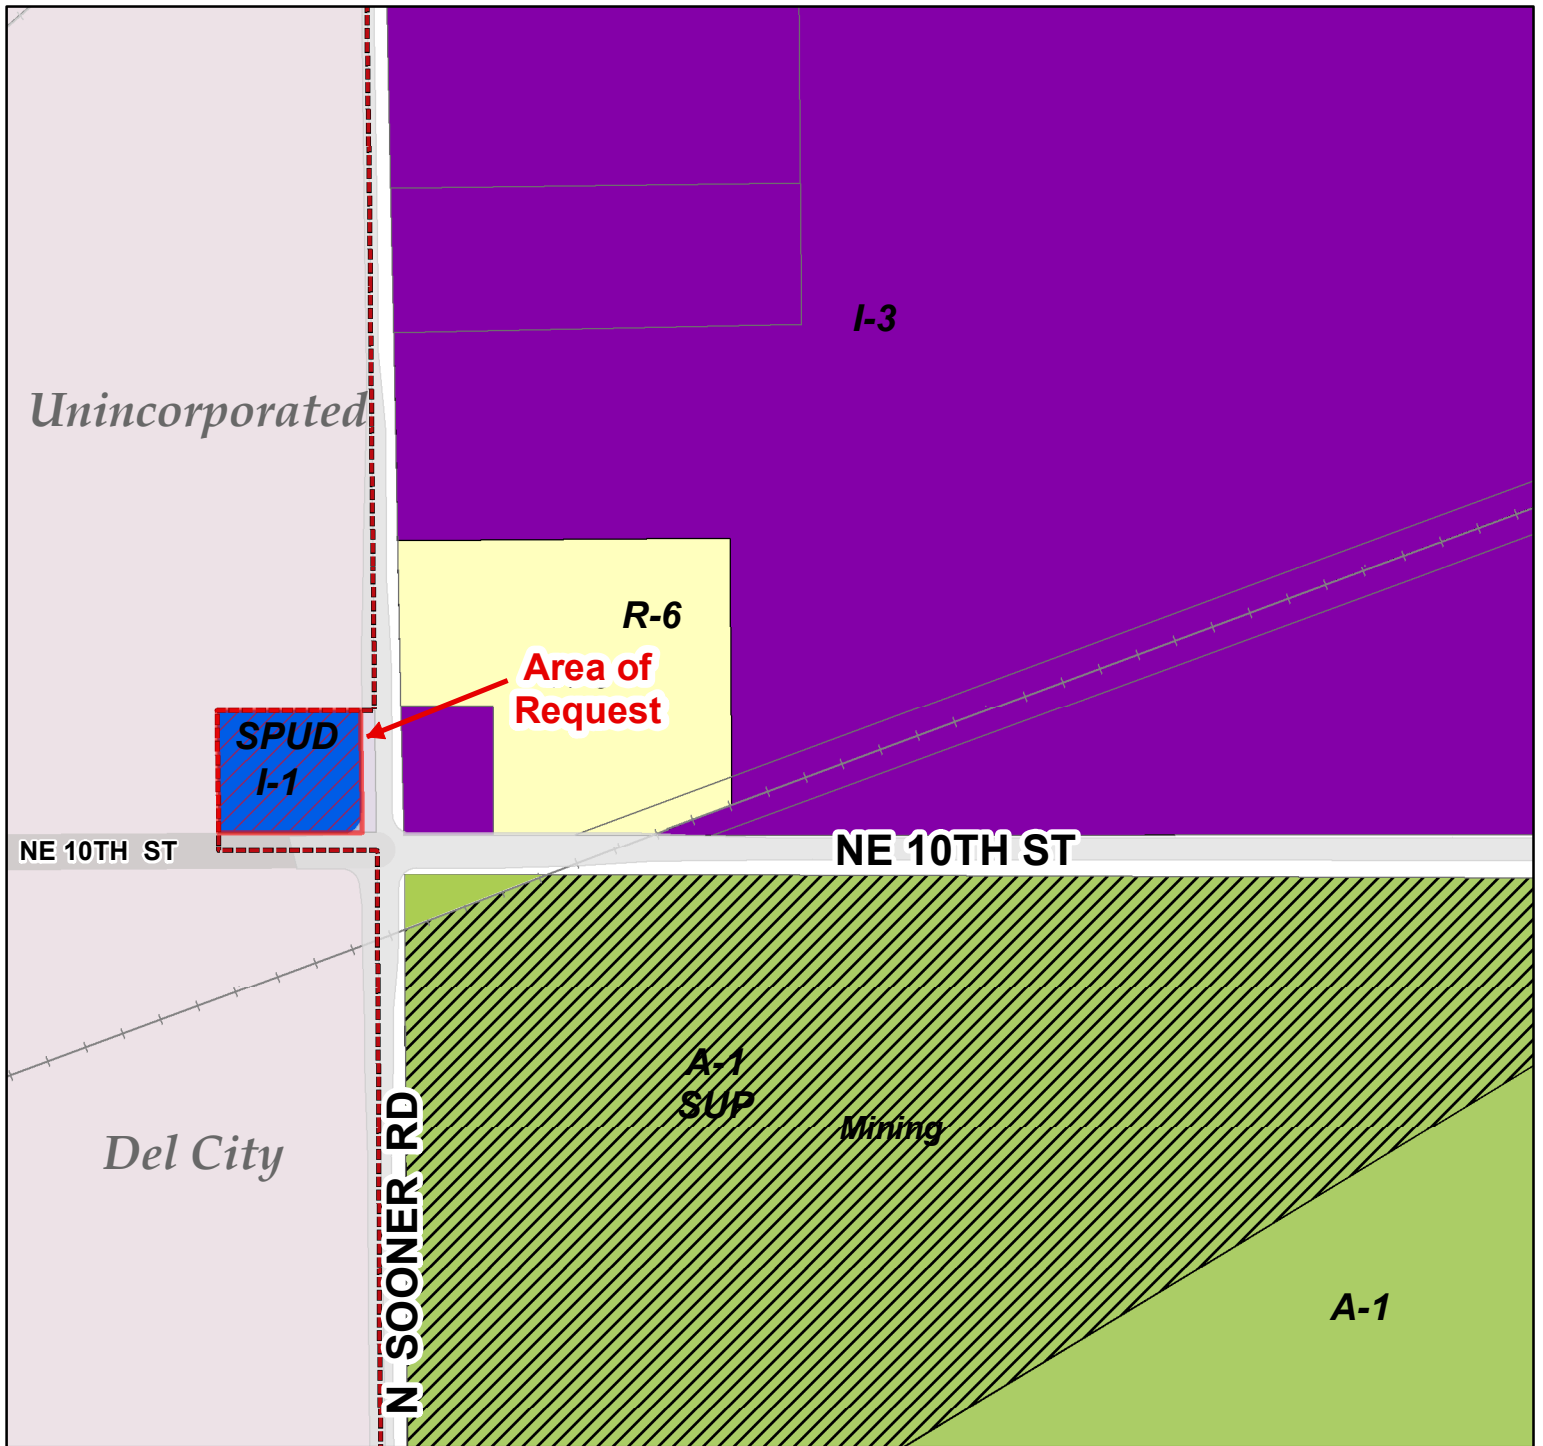 I-3
Unincorporated
R-6
Area of
Request
SPUD
I-1
NE 10TH  ST
NE 10TH ST
A-1
SUP
Mining
Del City
N  SOONER  RD
A-1